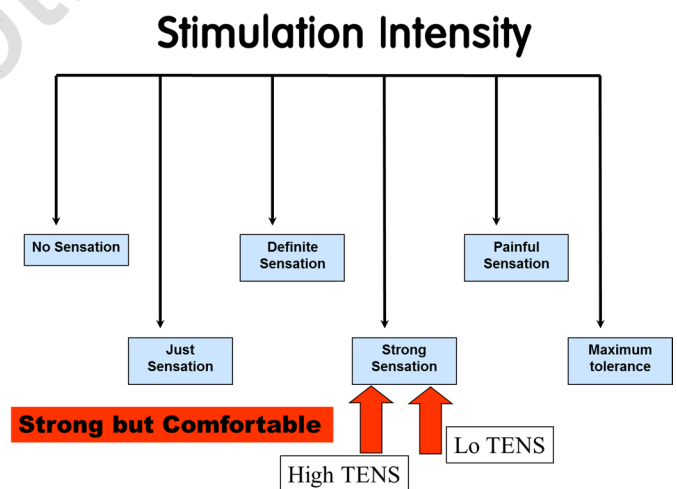 Stimulation Intensity
No Sensation
Definite
Sensation
Painful
Sensation
Just
Sensation
Strong
Sensation
Maximum
tolerance
Strong but Comfortable
Lo TENS
High TENS